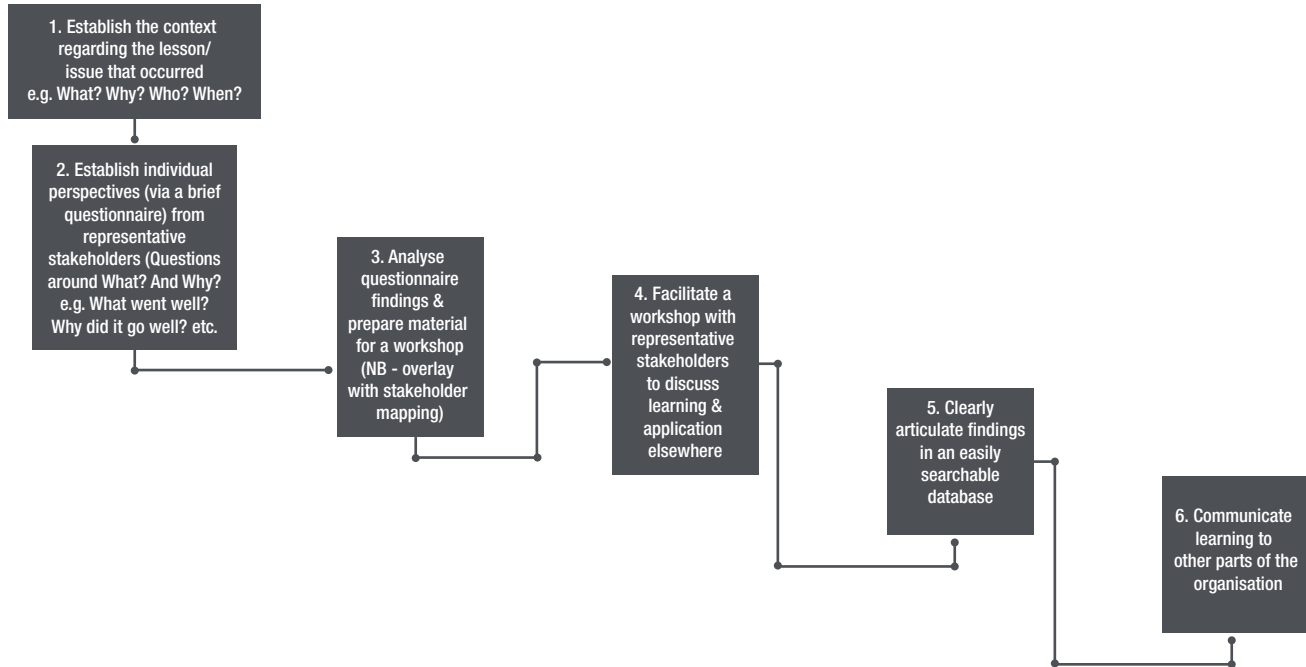 1. Establish the context
regarding the lesson/
issue that occurred
e.g. What? Why? Who? When?
2. Establish individual
perspectives (via a brief
questionnaire) from
representative
stakeholders (Questions
around What? And Why?
e.g. What went well?
Why did it go well? etc.
3. Analyse
questionnaire
findings &
prepare material
for a workshop
(NB - overlay
with stakeholder
mapping)
4. Facilitate a
workshop with
representative
stakeholders
to discuss
learning &
application
elsewhere
5. Clearly
articulate findings
in an easily
searchable
database
6. Communicate
learning to
other parts of the
organisation